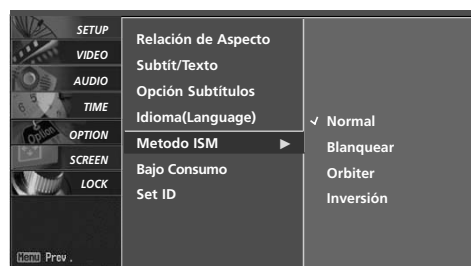 SETUP
VIDEO
AUDIO
TIME
OPTION
SCREEN
LOCK
Relación de Aspecto
Subtít/Texto
Opción Subtítulos
Idioma(Language)
Metodo ISM ▶
Bajo Consumo
Set ID
✓ Normal
Blanquear
Orbiter
Inversión
Menu Prev .